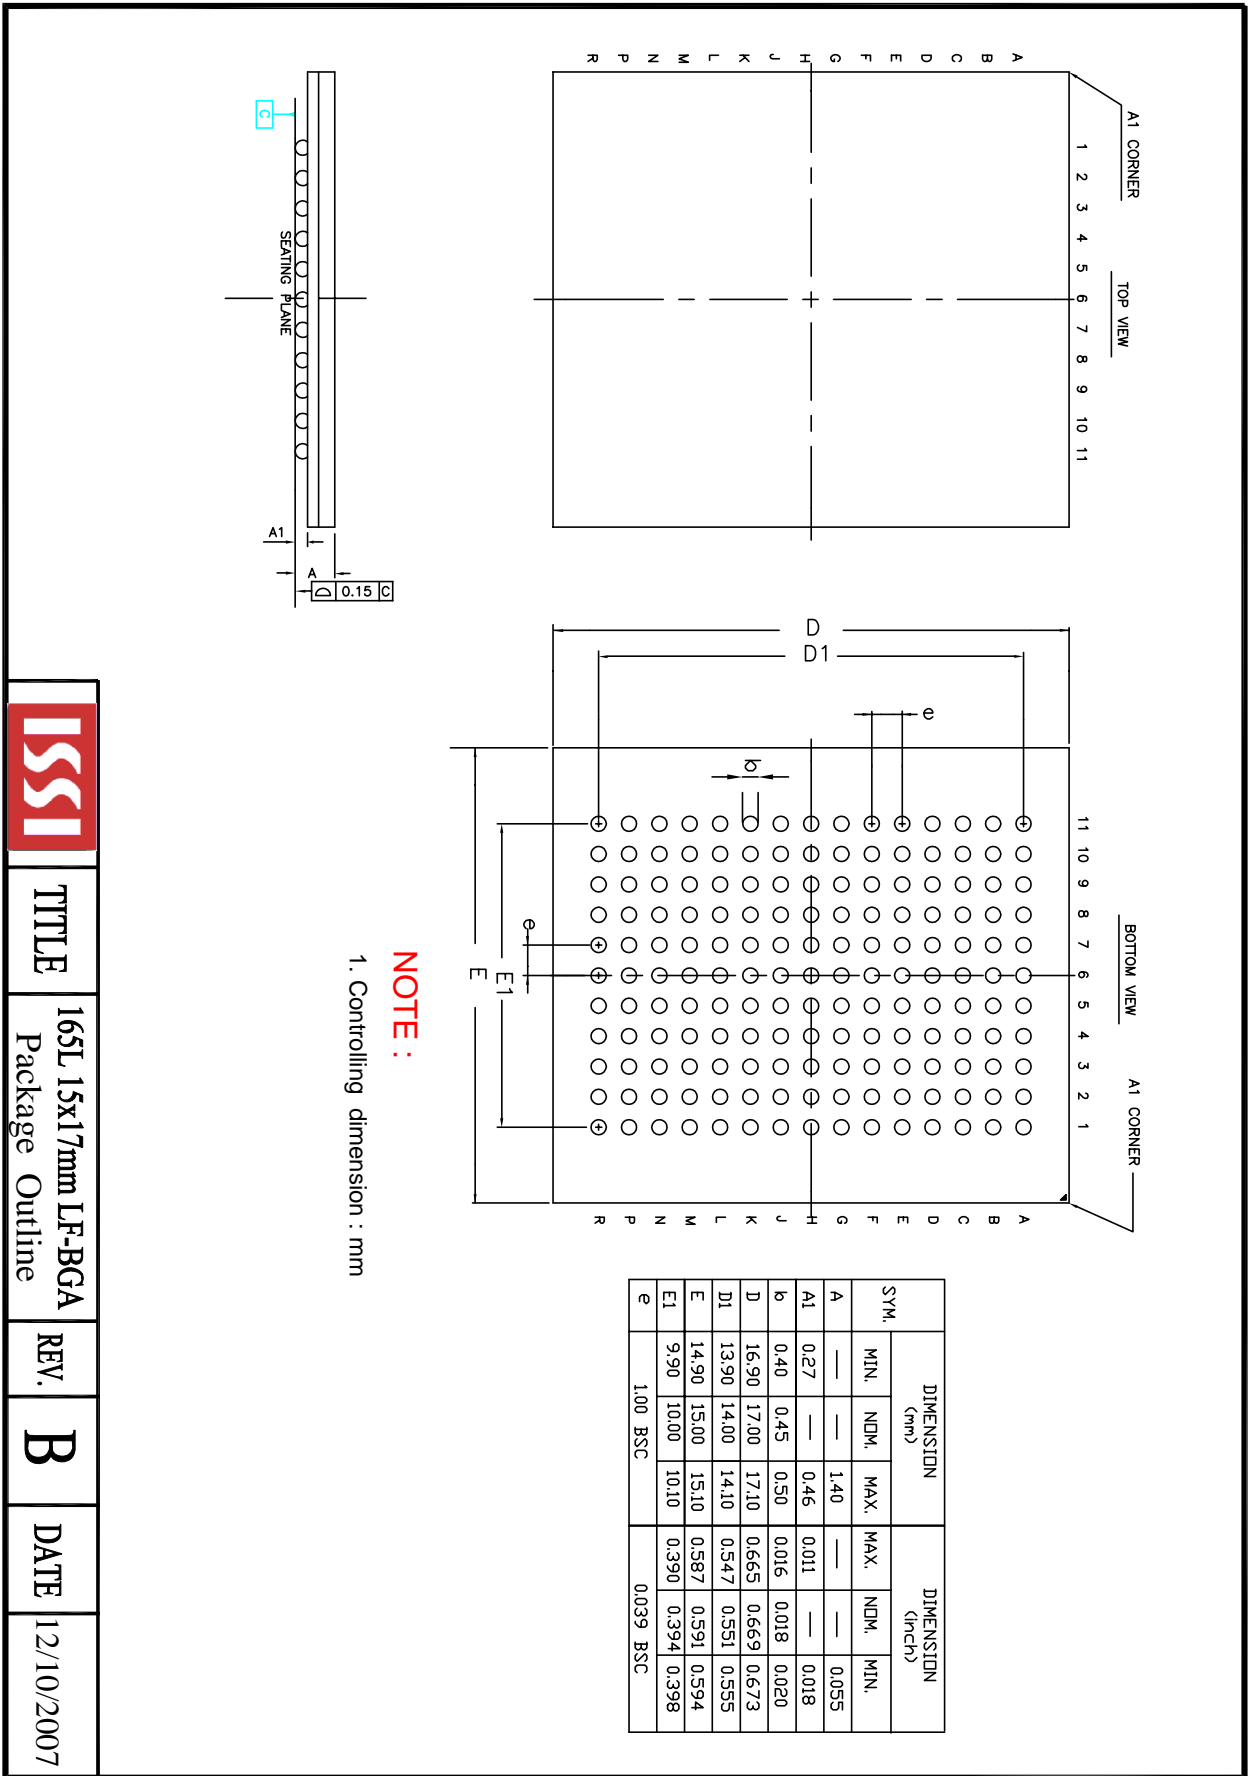 A1 CORNER
TOP VIEW
1 2 3 4 5 6 7 8 9 10 11
A
B
C
D
E
F
G
H
J
K
L
M
N
P
R
BOTTOM VIEW
A1 CORNER
11 10 9 8 7 6 5 4 3 2 1
A
B
C
D
E
F
G
H
J
K
L
M
N
P
R
e
D1
D
b
e
E1
E
C
SEATING PLANE
A1
A
0.15 C
SYM. DIMENSION (mm) DIMENSION (inch)
MIN. NOM. MAX. MAX. NOM. MIN.
A — — 1.40 — — 0.055
A1 0.27 — 0.46 0.011 — 0.018
b 0.40 0.45 0.50 0.016 0.018 0.020
D 16.90 17.00 17.10 0.665 0.669 0.673
D1 13.90 14.00 14.10 0.547 0.551 0.555
E 14.90 15.00 15.10 0.587 0.591 0.594
E1 9.90 10.00 10.10 0.390 0.394 0.398
e 1.00 BSC 0.039 BSC
NOTE :
1. Controlling dimension : mm
ISSI
TITLE
165L 15x17mm LF-BGA
Package Outline
REV.
B
DATE
12/10/2007